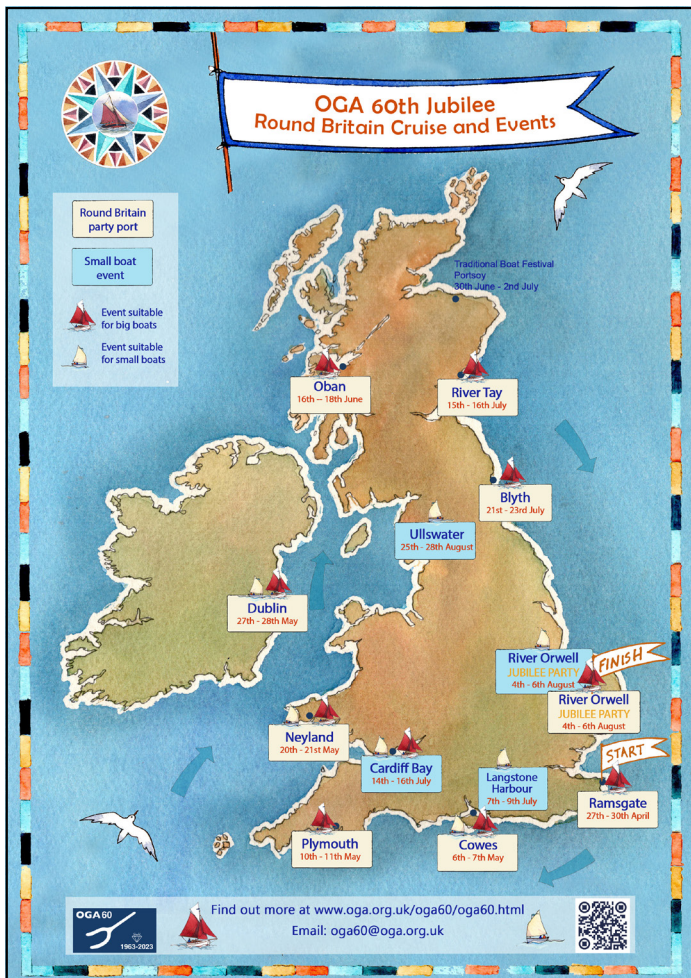 OGA 60th Jubilee
Round Britain Cruise and Events
Round Britain
party port
Small boat
event
Event suitable
for big boats
Event suitable
for small boats
Traditional Boat Festival
Portsoy
30th June - 2nd July
Oban
16th – 18th June
River Tay
15th - 16th July
Blyth
21st - 23rd July
Ullswater
25th - 28th August
Dublin
27th - 28th May
River Orwell
JUBILEE PARTY
4th - 6th August
FINISH
River Orwell
JUBILEE PARTY
4th - 6th August
Neyland
20th - 21st May
Cardiff Bay
14th - 16th July
Langstone
Harbour
7th - 9th July
START
Ramsgate
27th - 30th April
Plymouth
10th - 11th May
Cowes
6th - 7th May
OGA60
1963-2023
Find out more at www.oga.org.uk/oga60/oga60.html
Email: oga60@oga.org.uk